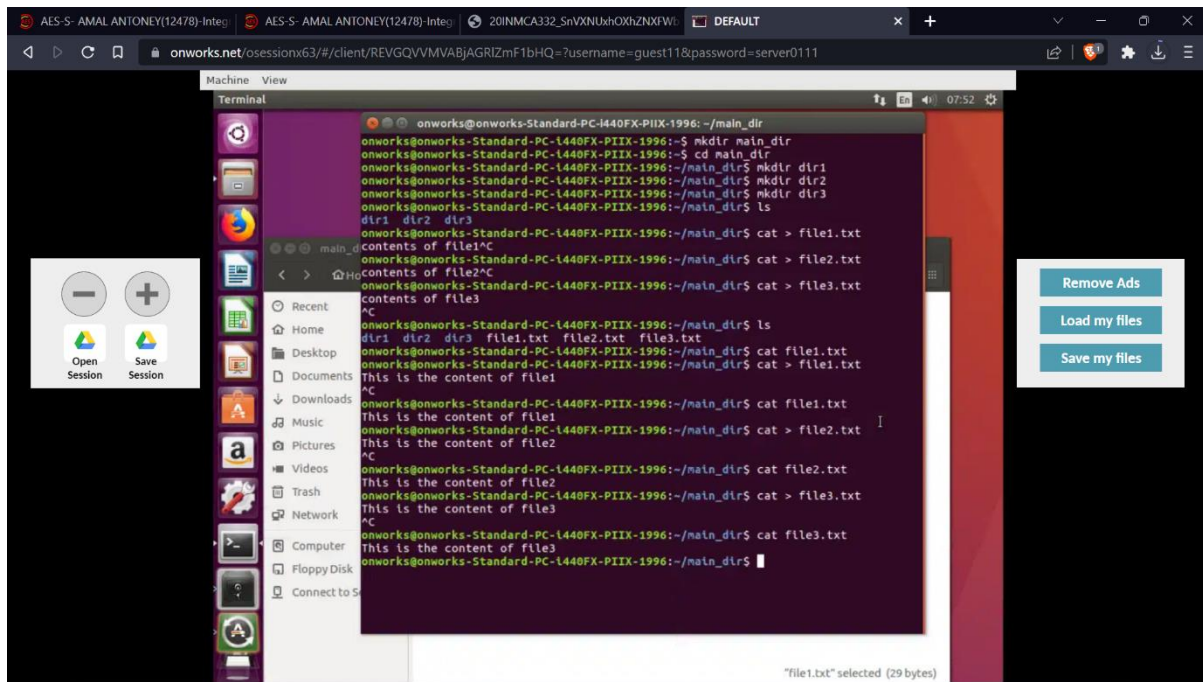 AES-S- AMAL ANTONEY(12478)-Integr
AES-S- AMAL ANTONEY(12478)-Integr
20INMCA332_SnVXNUxhOXhZNXFWb
DEFAULT
onworks.net/osessionx63/#/client/REVGQVVMVABjAGRIZmF1bHQ=?username=guest11&password=server0111
Machine View
Terminal
En
07:52
onworks@onworks-Standard-PC-i440FX-PIIX-1996: ~/main_dir
onworks@onworks-Standard-PC-i440FX-PIIX-1996:~$ mkdir main_dir
onworks@onworks-Standard-PC-i440FX-PIIX-1996:~$ cd main_dir
onworks@onworks-Standard-PC-i440FX-PIIX-1996:~/main_dir$ mkdir dir1
onworks@onworks-Standard-PC-i440FX-PIIX-1996:~/main_dir$ mkdir dir2
onworks@onworks-Standard-PC-i440FX-PIIX-1996:~/main_dir$ mkdir dir3
onworks@onworks-Standard-PC-i440FX-PIIX-1996:~/main_dir$ ls
dir1 dir2 dir3
onworks@onworks-Standard-PC-i440FX-PIIX-1996:~/main_dir$ cat > file1.txt
contents of file1^C
onworks@onworks-Standard-PC-i440FX-PIIX-1996:~/main_dir$ cat > file2.txt
contents of file2^C
onworks@onworks-Standard-PC-i440FX-PIIX-1996:~/main_dir$ cat > file3.txt
contents of file3
^C
onworks@onworks-Standard-PC-i440FX-PIIX-1996:~/main_dir$ ls
dir1 dir2 dir3 file1.txt file2.txt file3.txt
onworks@onworks-Standard-PC-i440FX-PIIX-1996:~/main_dir$ cat file1.txt
onworks@onworks-Standard-PC-i440FX-PIIX-1996:~/main_dir$ cat > file1.txt
This is the content of file1
^C
onworks@onworks-Standard-PC-i440FX-PIIX-1996:~/main_dir$ cat file1.txt
This is the content of file1
onworks@onworks-Standard-PC-i440FX-PIIX-1996:~/main_dir$ cat > file2.txt
This is the content of file2
^C
onworks@onworks-Standard-PC-i440FX-PIIX-1996:~/main_dir$ cat file2.txt
This is the content of file2
onworks@onworks-Standard-PC-i440FX-PIIX-1996:~/main_dir$ cat > file3.txt
This is the content of file3
^C
onworks@onworks-Standard-PC-i440FX-PIIX-1996:~/main_dir$ cat file3.txt
This is the content of file3
onworks@onworks-Standard-PC-i440FX-PIIX-1996:~/main_dir$
main_d
Ho
Recent
Home
Desktop
Documents
Downloads
Music
Pictures
Videos
Trash
Network
Computer
Floppy Disk
Connect to Se
"file1.txt" selected (29 bytes)
Open Session
Save Session
Remove Ads
Load my files
Save my files